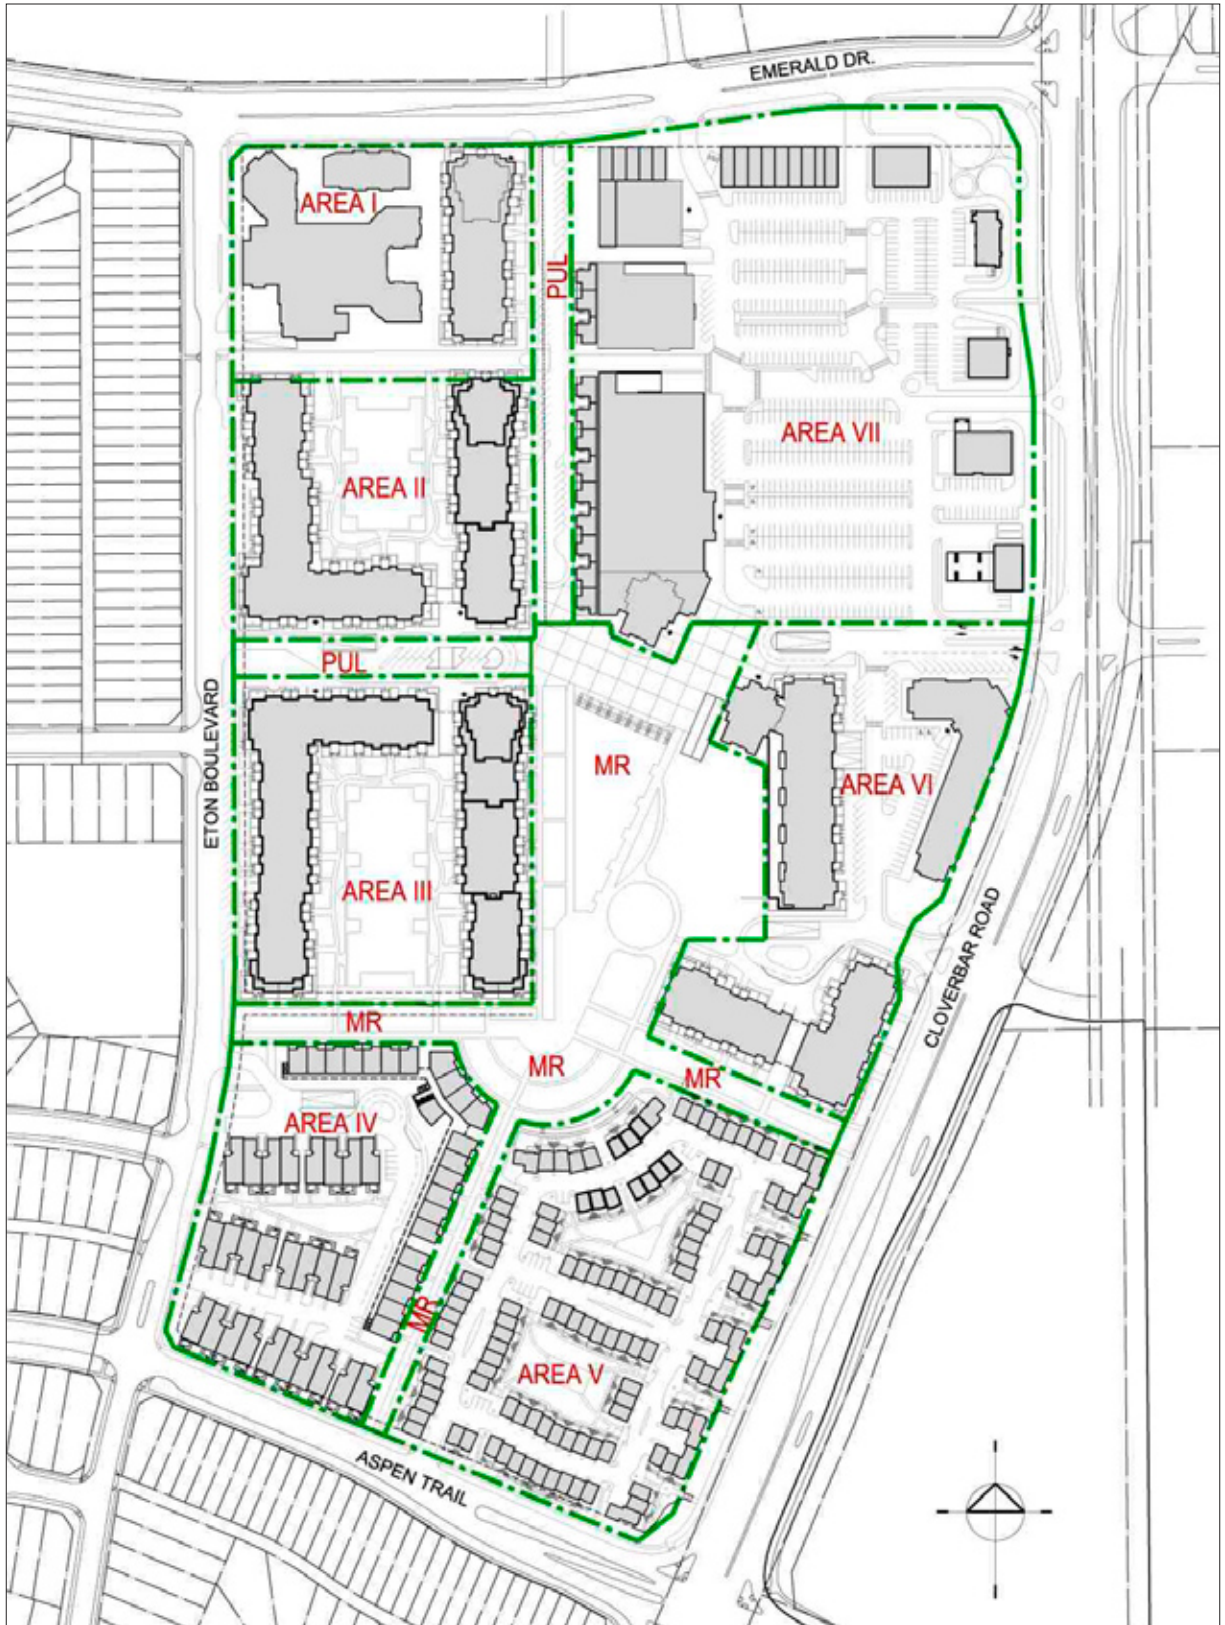 EMERALD DR.
AREA I
PUL
AREA VII
AREA II
PUL
ETON BOULEVARD
MR
AREA VI
AREA III
CLOVERBAR ROAD
MR
MR
MR
AREA IV
MR
AREA V
ASPEN TRAIL